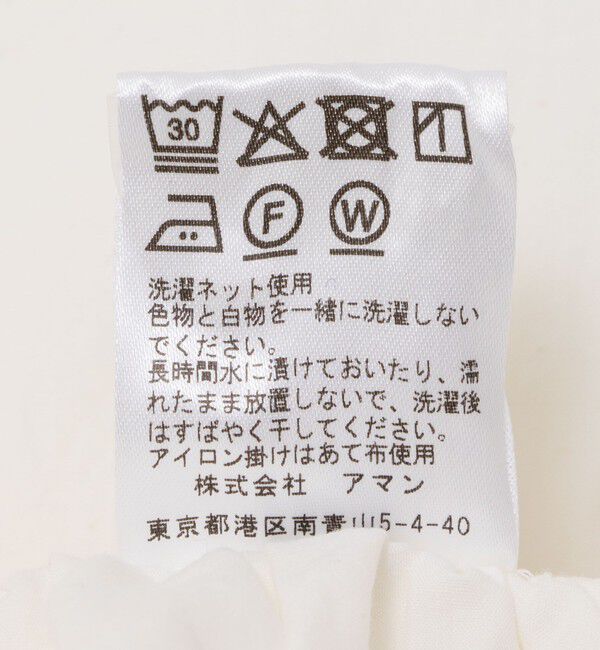 30
F W
洗濯ネット使用
色物と白物を一緒に洗濯しない
でください。
長時間水に漬けておいたり、濡
れたまま放置しないで、洗濯後
はすばやく干してください。
アイロン掛けはあて布使用
株式会社 アマン
東京都港区南青山5-4-40